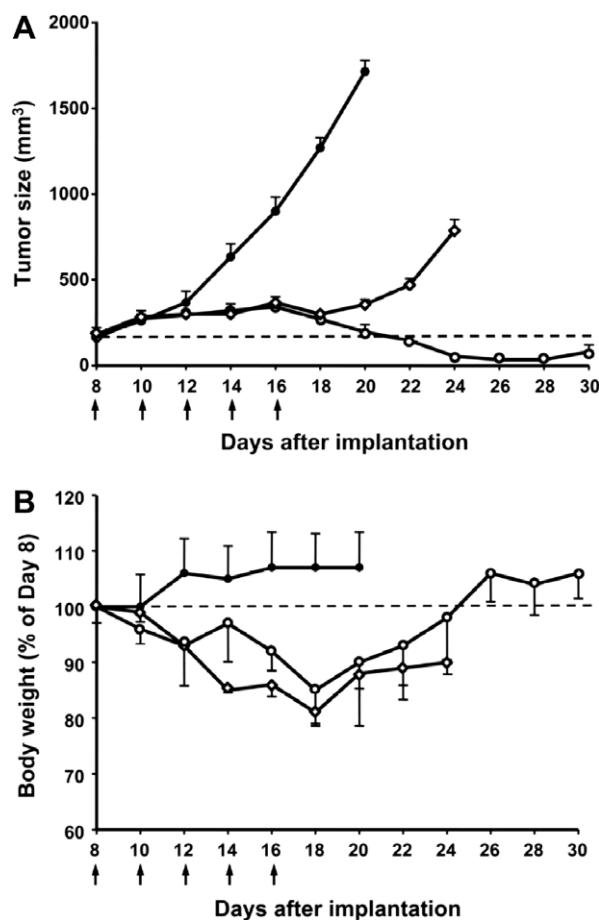 A
2000
1500
1000
500
0
Tumor size (mm³)
8 10 12 14 16 18 20 22 24 26 28 30
Days after implantation
B
120
110
100
90
80
70
60
Body weight (% of Day 8)
8 10 12 14 16 18 20 22 24 26 28 30
Days after implantation